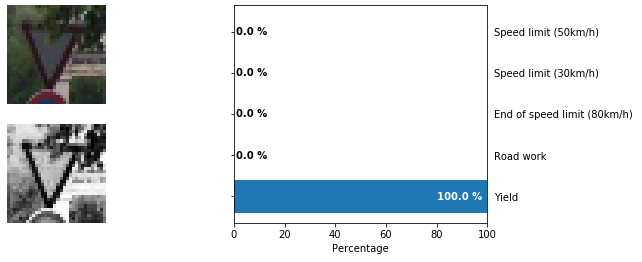 0.0 % Speed limit (50km/h)
0.0 % Speed limit (30km/h)
0.0 % End of speed limit (80km/h)
0.0 % Road work
100.0 % Yield
0 20 40 60 80 100
Percentage